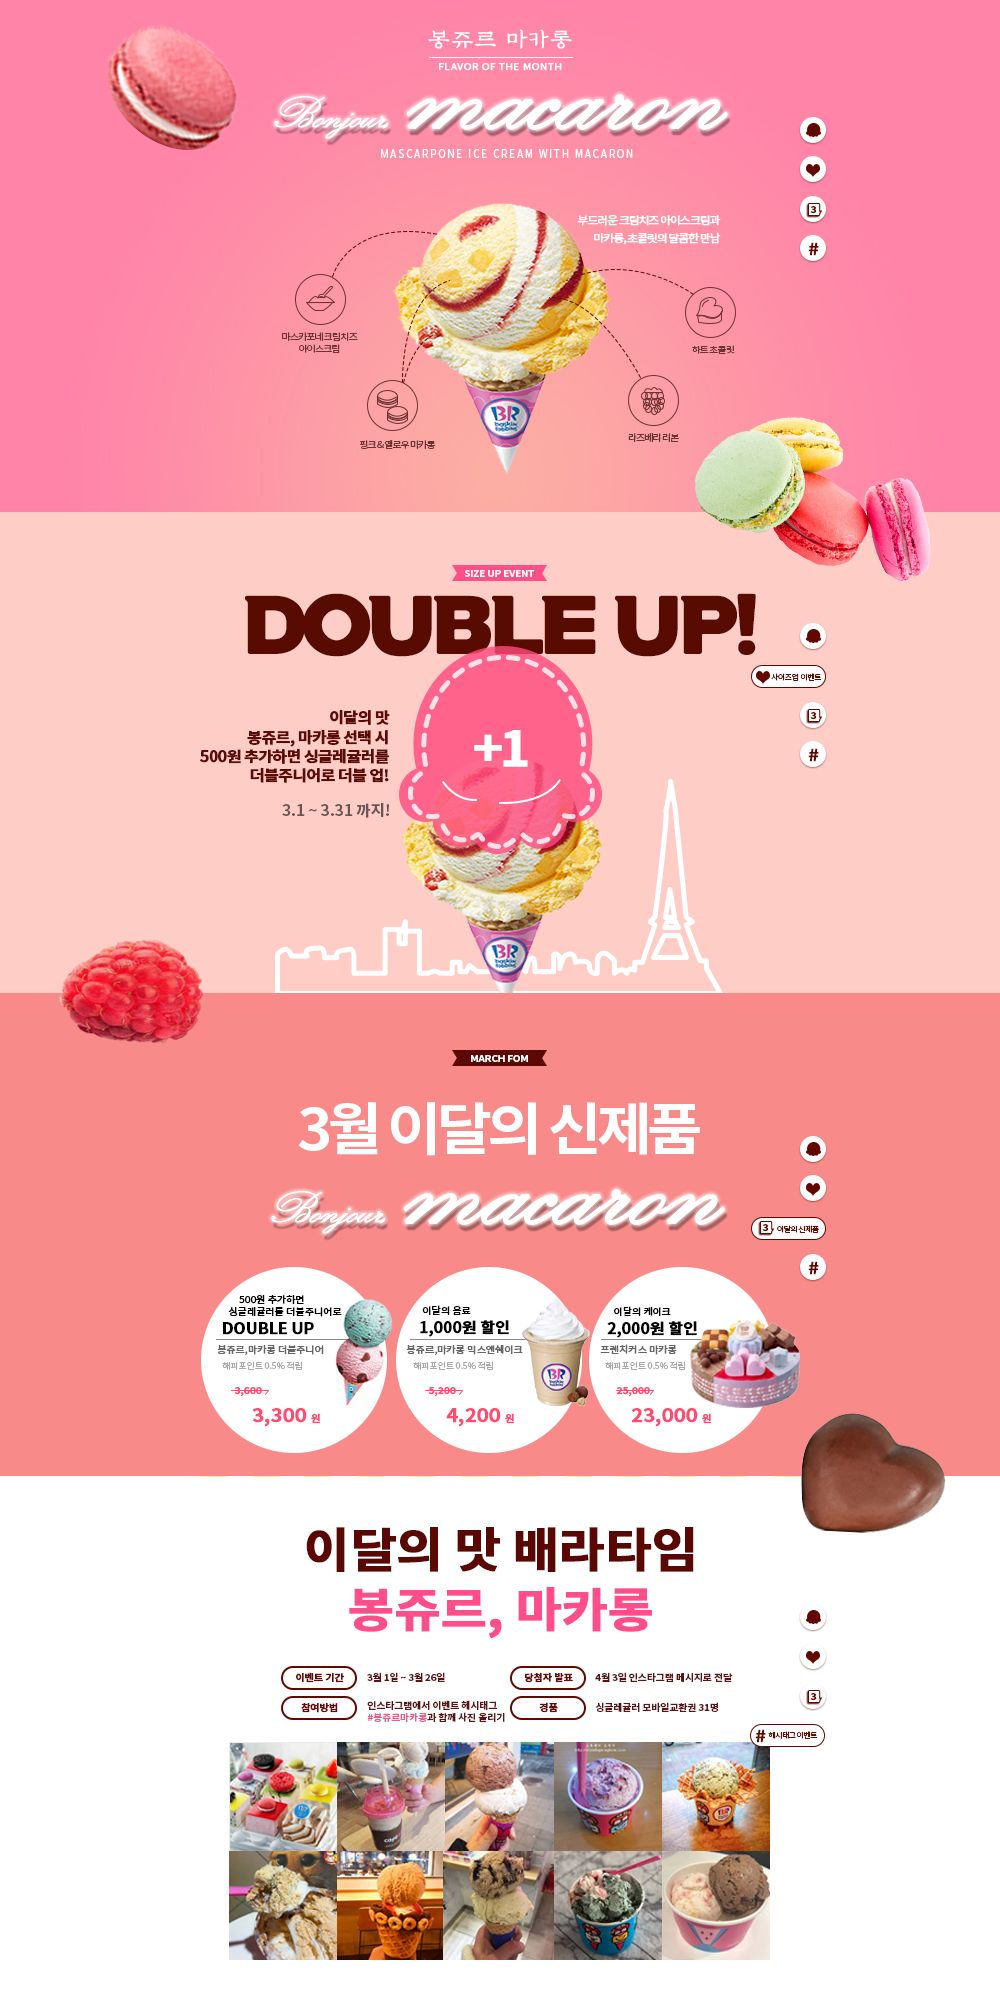 봉쥬르 마카롱
FLAVOR OF THE MONTH
Bonjour, macaron
MASCARPONE ICE CREAM WITH MACARON
부드러운 크림치즈 아이스크림과
마카롱, 초콜릿의 달콤한 만남
마스카포네 크림치즈
아이스크림
하트 초콜릿
핑크&옐로우 마카롱
라즈베리 리본
BR
baskin
robbins
3
#
SIZE UP EVENT
DOUBLE UP!
사이즈업 이벤트
3
#
+1
이달의 맛
봉쥬르, 마카롱 선택 시
500원 추가하면 싱글레귤러를
더블주니어로 더블 업!
3.1 ~ 3.31 까지!
BR
baskin
robbins
MARCH FOM
3월 이달의 신제품
Bonjour, macaron
3 이달의 신제품
#
500원 추가하면
싱글레귤러를 더블주니어로
DOUBLE UP
봉쥬르,마카롱 더블주니어
해피포인트 0.5% 적립
3,600
3,300 원
이달의 음료
1,000원 할인
봉쥬르,마카롱 믹스앤쉐이크
해피포인트 0.5% 적립
5,200
4,200 원
BR
이달의 케이크
2,000원 할인
프렌치커스 마카롱
해피포인트 0.5% 적립
25,000
23,000 원
이달의 맛 배라타임
봉쥬르, 마카롱
3
# 해시태그 이벤트
이벤트 기간
3월 1일 ~ 3월 26일
당첨자 발표
4월 3일 인스타그램 메시지로 전달
참여방법
인스타그램에서 이벤트 헤시태그
#봉쥬르마카롱과 함께 사진 올리기
경품
싱글레귤러 모바일교환권 31명